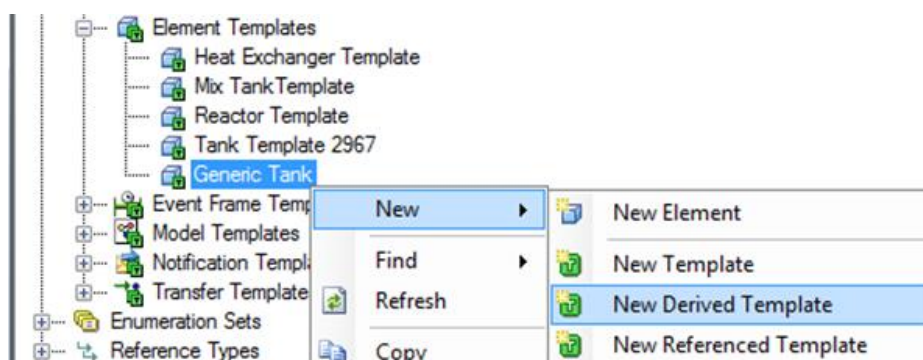 Element Templates
Heat Exchanger Template
Mix TankTemplate
Reactor Template
Tank Template 2967
Generic Tank
Event Frame Temp
New
New Element
Model Templates
Notification Templ
Find
New Template
Transfer Template
Refresh
New Derived Template
Enumeration Sets
Reference Types
Copy
New Referenced Template